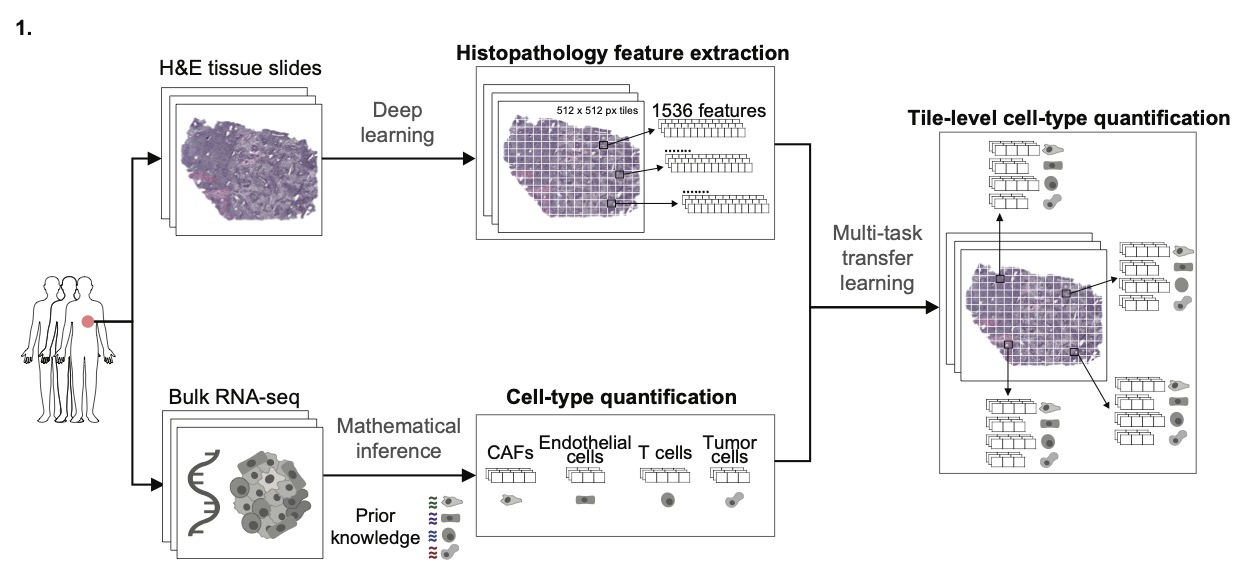 1.
H&E tissue slides
Deep
learning
Histopathology feature extraction
512 x 512 px tiles
1536 features
Bulk RNA-seq
Mathematical
inference
Prior
knowledge
Cell-type quantification
CAFs
Endothelial
cells
T cells
Tumor
cells
Multi-task
transfer
learning
Tile-level cell-type quantification